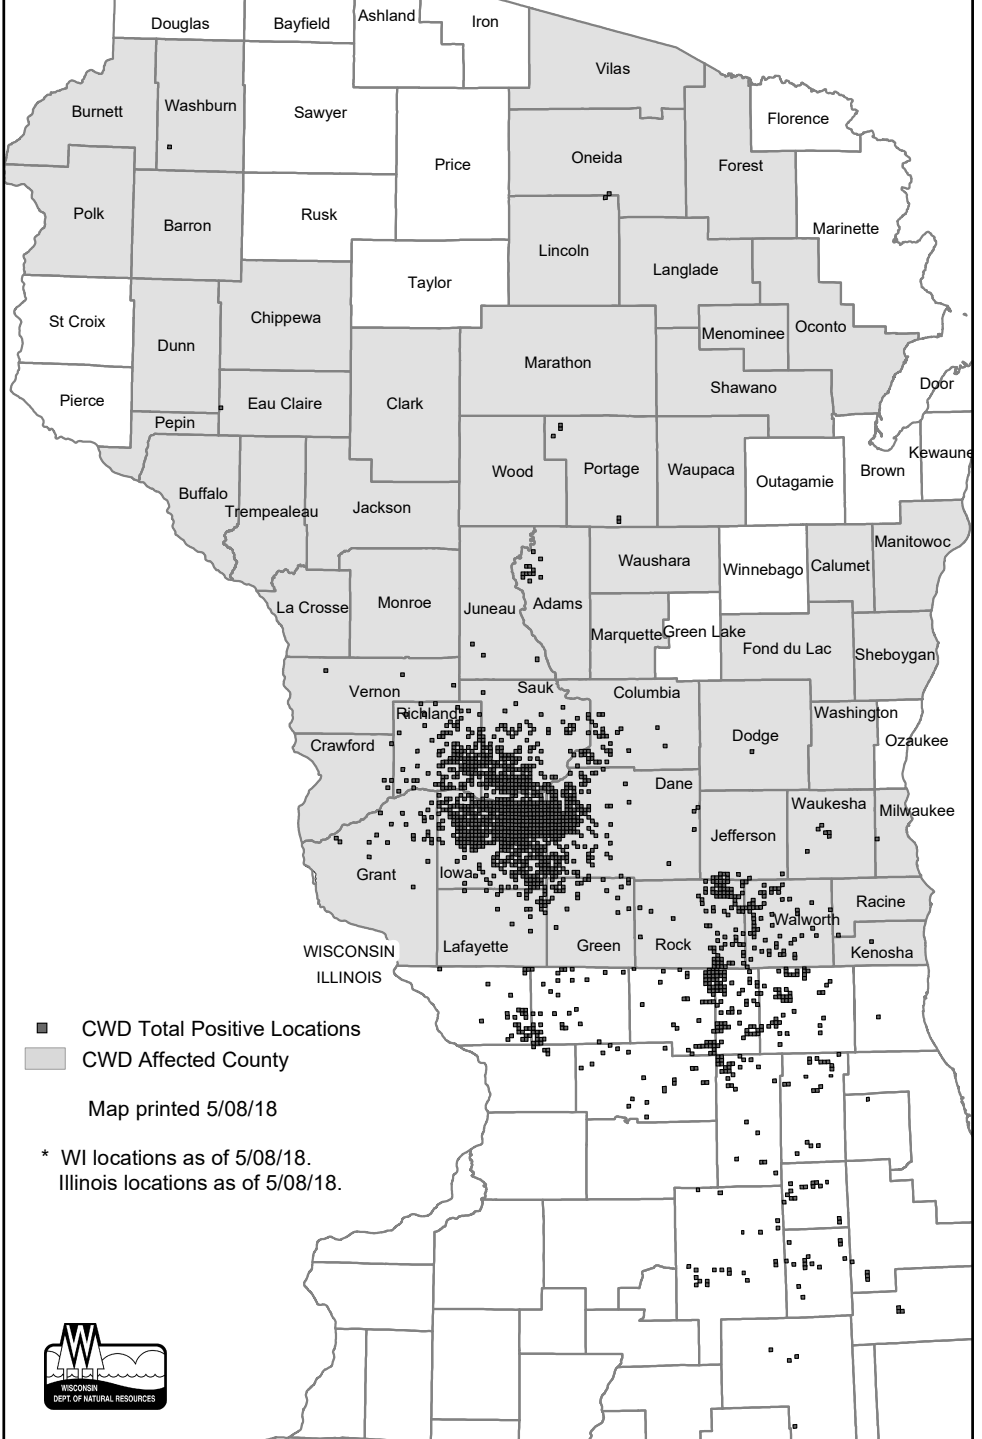 Douglas
Bayfield
Ashland
Iron
Vilas
Burnett
Washburn
Sawyer
Florence
Price
Oneida
Forest
Polk
Barron
Rusk
Marinette
Lincoln
Langlade
Taylor
St Croix
Chippewa
Dunn
Menominee
Oconto
Marathon
Shawano
Door
Pierce
Eau Claire
Clark
Pepin
Kewaune
Wood
Portage
Waupaca
Outagamie
Brown
Buffalo
Trempealeau
Jackson
Manitowoc
Waushara
Winnebago
Calumet
La Crosse
Monroe
Juneau
Adams
Marquette
Green Lake
Fond du Lac
Sheboygan
Vernon
Sauk
Columbia
Richland
Washington
Crawford
Dodge
Ozaukee
Dane
Waukesha
Milwaukee
Jefferson
Grant
Iowa
Racine
Walworth
Lafayette
Green
Rock
Kenosha
WISCONSIN
ILLINOIS
CWD Total Positive Locations
CWD Affected County
Map printed 5/08/18
* WI locations as of 5/08/18.
Illinois locations as of 5/08/18.
W
WISCONSIN
DEPT. OF NATURAL RESOURCES